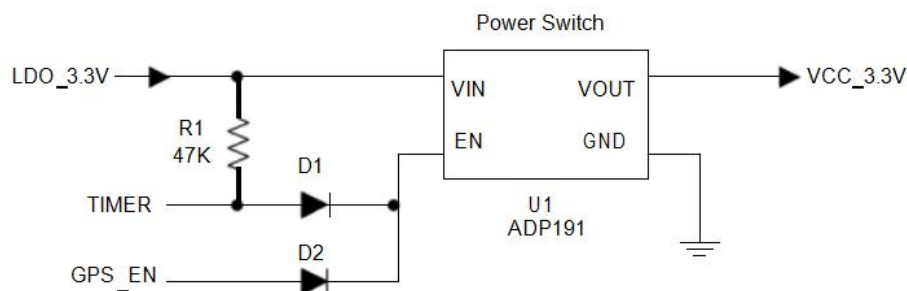 Power Switch
LDO_3.3V
VIN
VOUT
VCC_3.3V
R1
47K
EN
GND
D1
TIMER
U1
ADP191
D2
GPS_EN